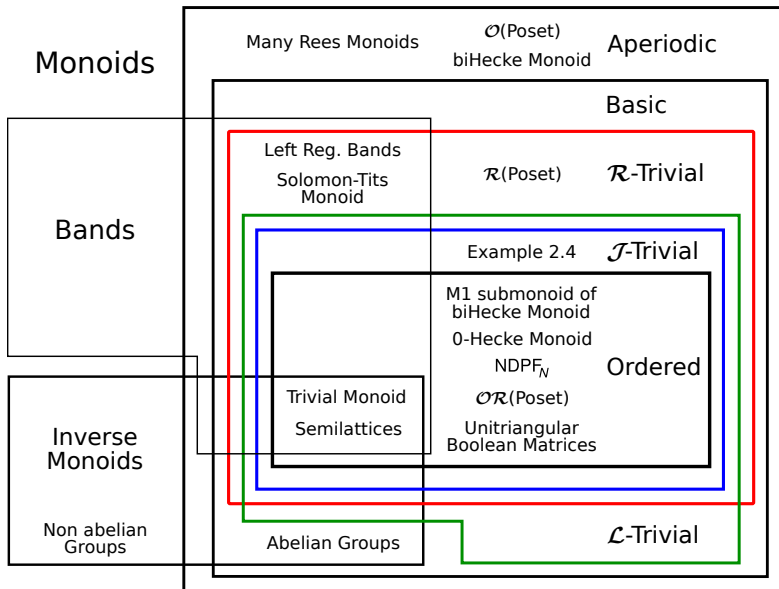 Many Rees Monoids
𝒪(Poset)
biHecke Monoid
Aperiodic
Monoids
Basic
Left Reg. Bands
Solomon-Tits
Monoid
ℛ(Poset)
ℛ-Trivial
Bands
Example 2.4
𝒥-Trivial
M1 submonoid of
biHecke Monoid
0-Hecke Monoid
NDPF_N
Ordered
Trivial Monoid
𝒪ℛ(Poset)
Semilattices
Unitriangular
Boolean Matrices
Inverse
Monoids
Non abelian
Groups
Abelian Groups
ℒ-Trivial